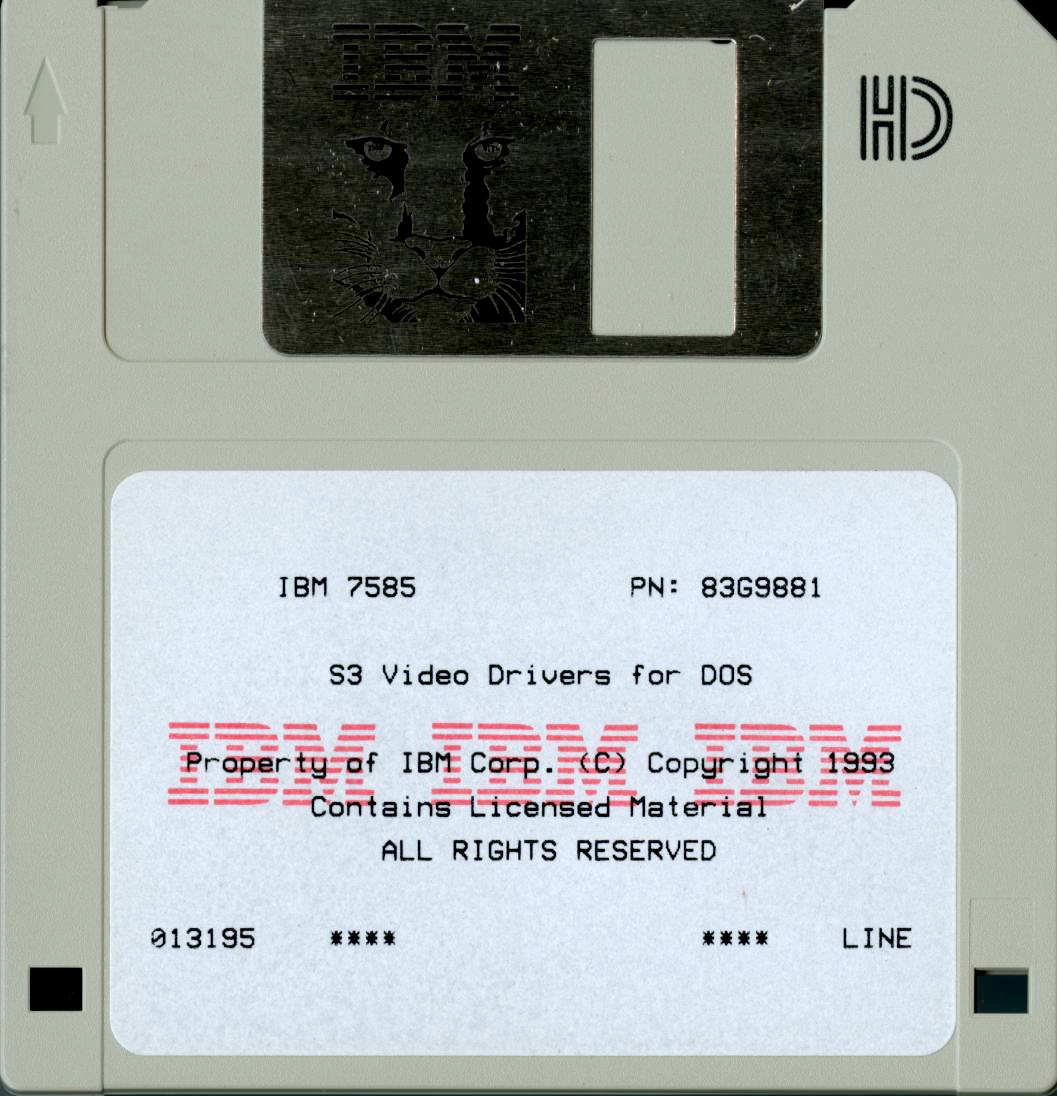 IBM
HD
IBM 7585 PN: 83G9881
S3 Video Drivers for DOS
IBM IBM IBM
Property of IBM Corp. (C) Copyright 1993
Contains Licensed Material
ALL RIGHTS RESERVED
013195 **** **** LINE